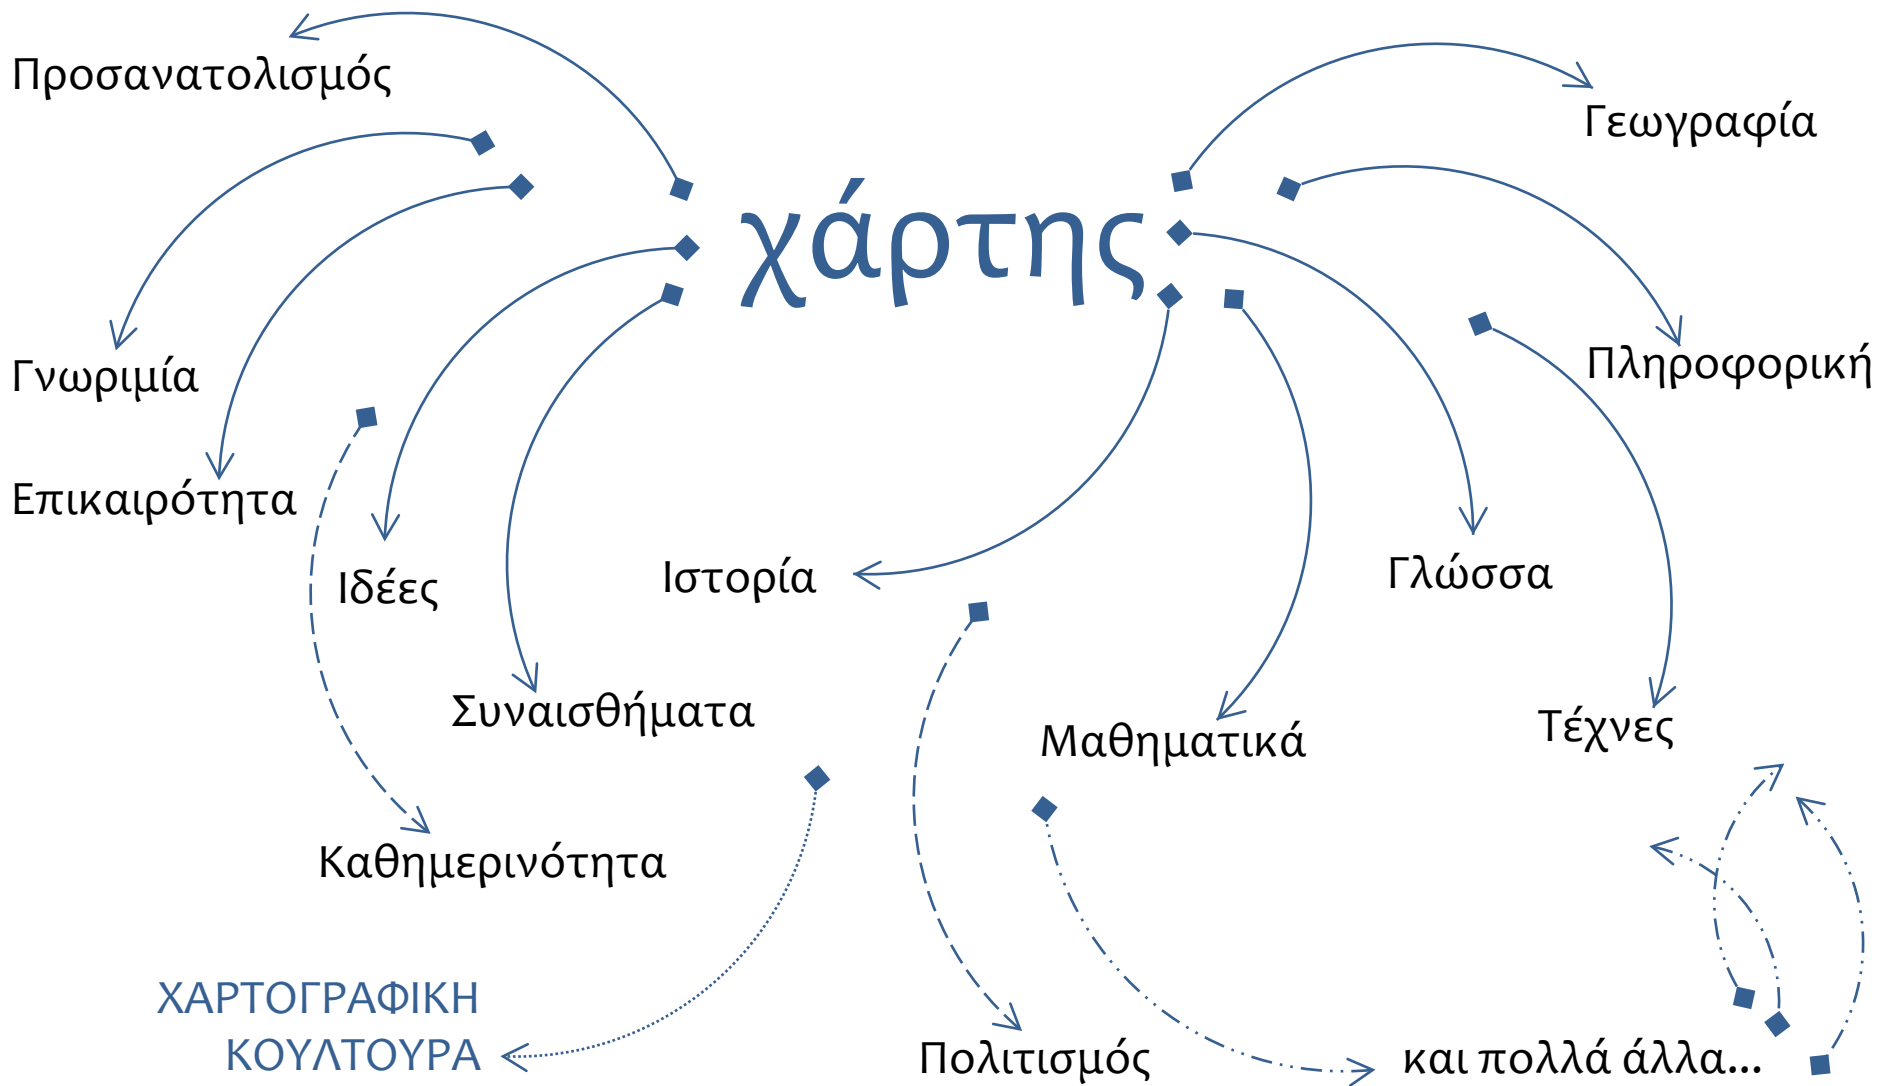 Προσανατολισμός
Γεωγραφία
χάρτης
Γνωριμία
Πληροφορική
Επικαιρότητα
Ιδέες
Ιστορία
Γλώσσα
Συναισθήματα
Μαθηματικά
Τέχνες
Καθημερινότητα
ΧΑΡΤΟΓΡΑΦΙΚΗ
ΚΟΥΛΤΟΥΡΑ
Πολιτισμός
και πολλά άλλα...